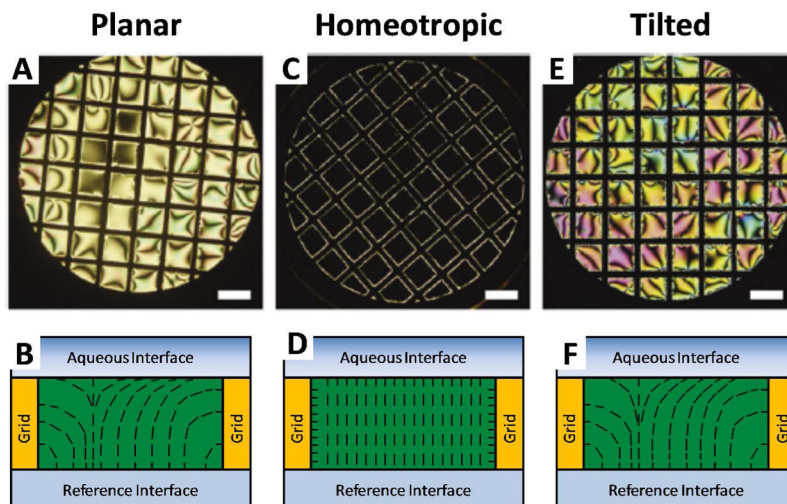 Planar Homeotropic Tilted
A C E
B D F
Aqueous Interface Aqueous Interface Aqueous Interface
Grid Grid Grid Grid Grid Grid
Reference Interface Reference Interface Reference Interface